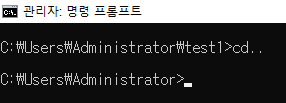 관리자: 명령 프롬프트
C:₩Users₩Administrator₩test1>cd..
C:₩Users₩Administrator>